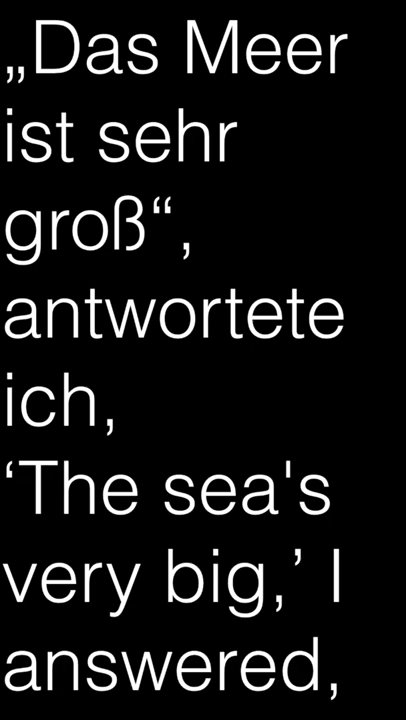 „Das Meer
ist sehr
groß“,
antwortete
ich,
‘The sea's
very big,’ I
answered,